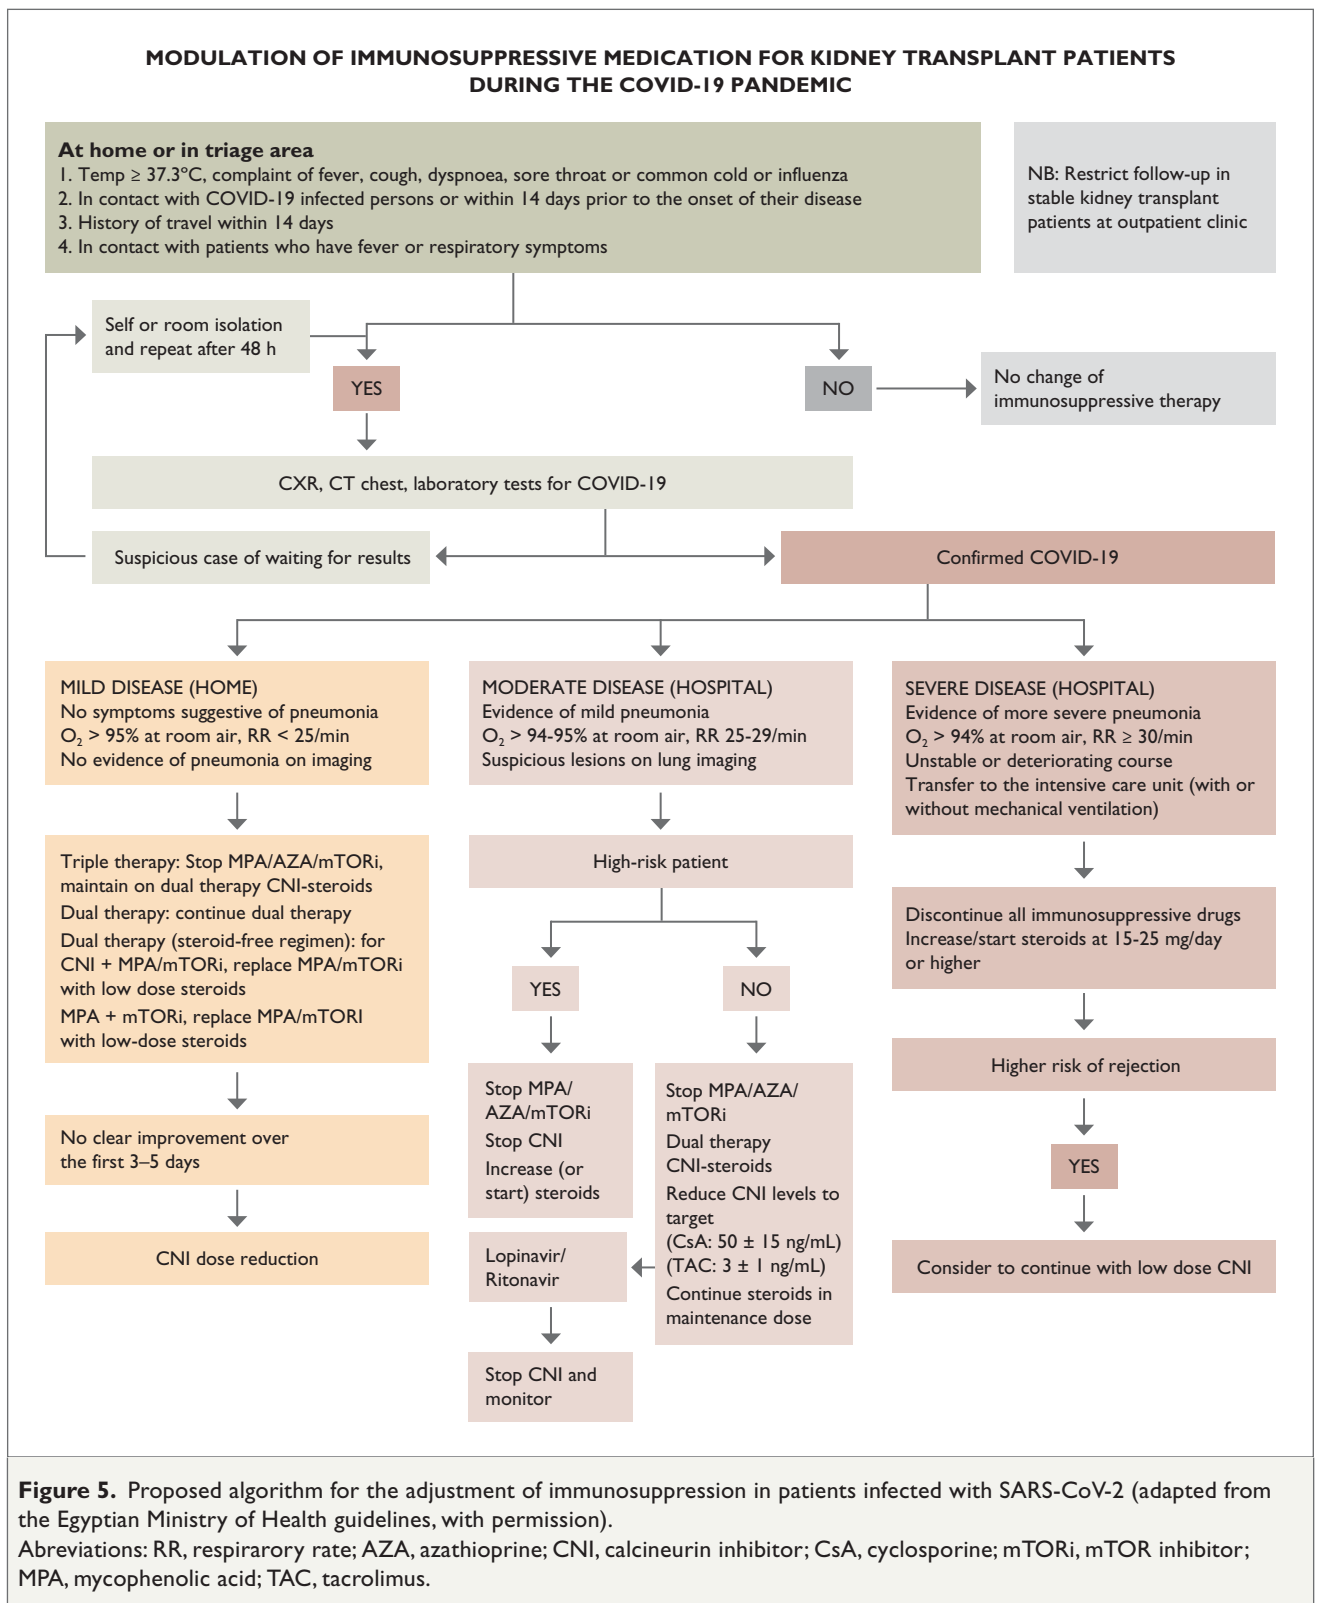 MODULATION OF IMMUNOSUPPRESSIVE MEDICATION FOR KIDNEY TRANSPLANT PATIENTS
DURING THE COVID-19 PANDEMIC
At home or in triage area
1. Temp ≥ 37.3ºC, complaint of fever, cough, dyspnoea, sore throat or common cold or influenza
2. In contact with COVID-19 infected persons or within 14 days prior to the onset of their disease
3. History of travel within 14 days
4. In contact with patients who have fever or respiratory symptoms
NB: Restrict follow-up in
stable kidney transplant
patients at outpatient clinic
Self or room isolation
and repeat after 48 h
YES
NO
No change of
immunosuppressive therapy
CXR, CT chest, laboratory tests for COVID-19
Suspicious case of waiting for results
Confirmed COVID-19
MILD DISEASE (HOME)
No symptoms suggestive of pneumonia
O₂ > 95% at room air, RR < 25/min
No evidence of pneumonia on imaging
Triple therapy: Stop MPA/AZA/mTORi,
maintain on dual therapy CNI-steroids
Dual therapy: continue dual therapy
Dual therapy (steroid-free regimen): for
CNI + MPA/mTORi, replace MPA/mTORi
with low dose steroids
MPA + mTORi, replace MPA/mTORI
with low-dose steroids
No clear improvement over
the first 3–5 days
CNI dose reduction
MODERATE DISEASE (HOSPITAL)
Evidence of mild pneumonia
O₂ > 94-95% at room air, RR 25-29/min
Suspicious lesions on lung imaging
High-risk patient
YES
NO
Stop MPA/
AZA/mTORi
Stop CNI
Increase (or
start) steroids
Stop MPA/AZA/
mTORi
Dual therapy
CNI-steroids
Reduce CNI levels to
target
(CsA: 50 ± 15 ng/mL)
(TAC: 3 ± 1 ng/mL)
Continue steroids in
maintenance dose
Lopinavir/
Ritonavir
Stop CNI and
monitor
SEVERE DISEASE (HOSPITAL)
Evidence of more severe pneumonia
O₂ > 94% at room air, RR ≥ 30/min
Unstable or deteriorating course
Transfer to the intensive care unit (with or
without mechanical ventilation)
Discontinue all immunosuppressive drugs
Increase/start steroids at 15-25 mg/day
or higher
Higher risk of rejection
YES
Consider to continue with low dose CNI
Figure 5. Proposed algorithm for the adjustment of immunosuppression in patients infected with SARS-CoV-2 (adapted from
the Egyptian Ministry of Health guidelines, with permission).
Abreviations: RR, respirarory rate; AZA, azathioprine; CNI, calcineurin inhibitor; CsA, cyclosporine; mTORi, mTOR inhibitor;
MPA, mycophenolic acid; TAC, tacrolimus.